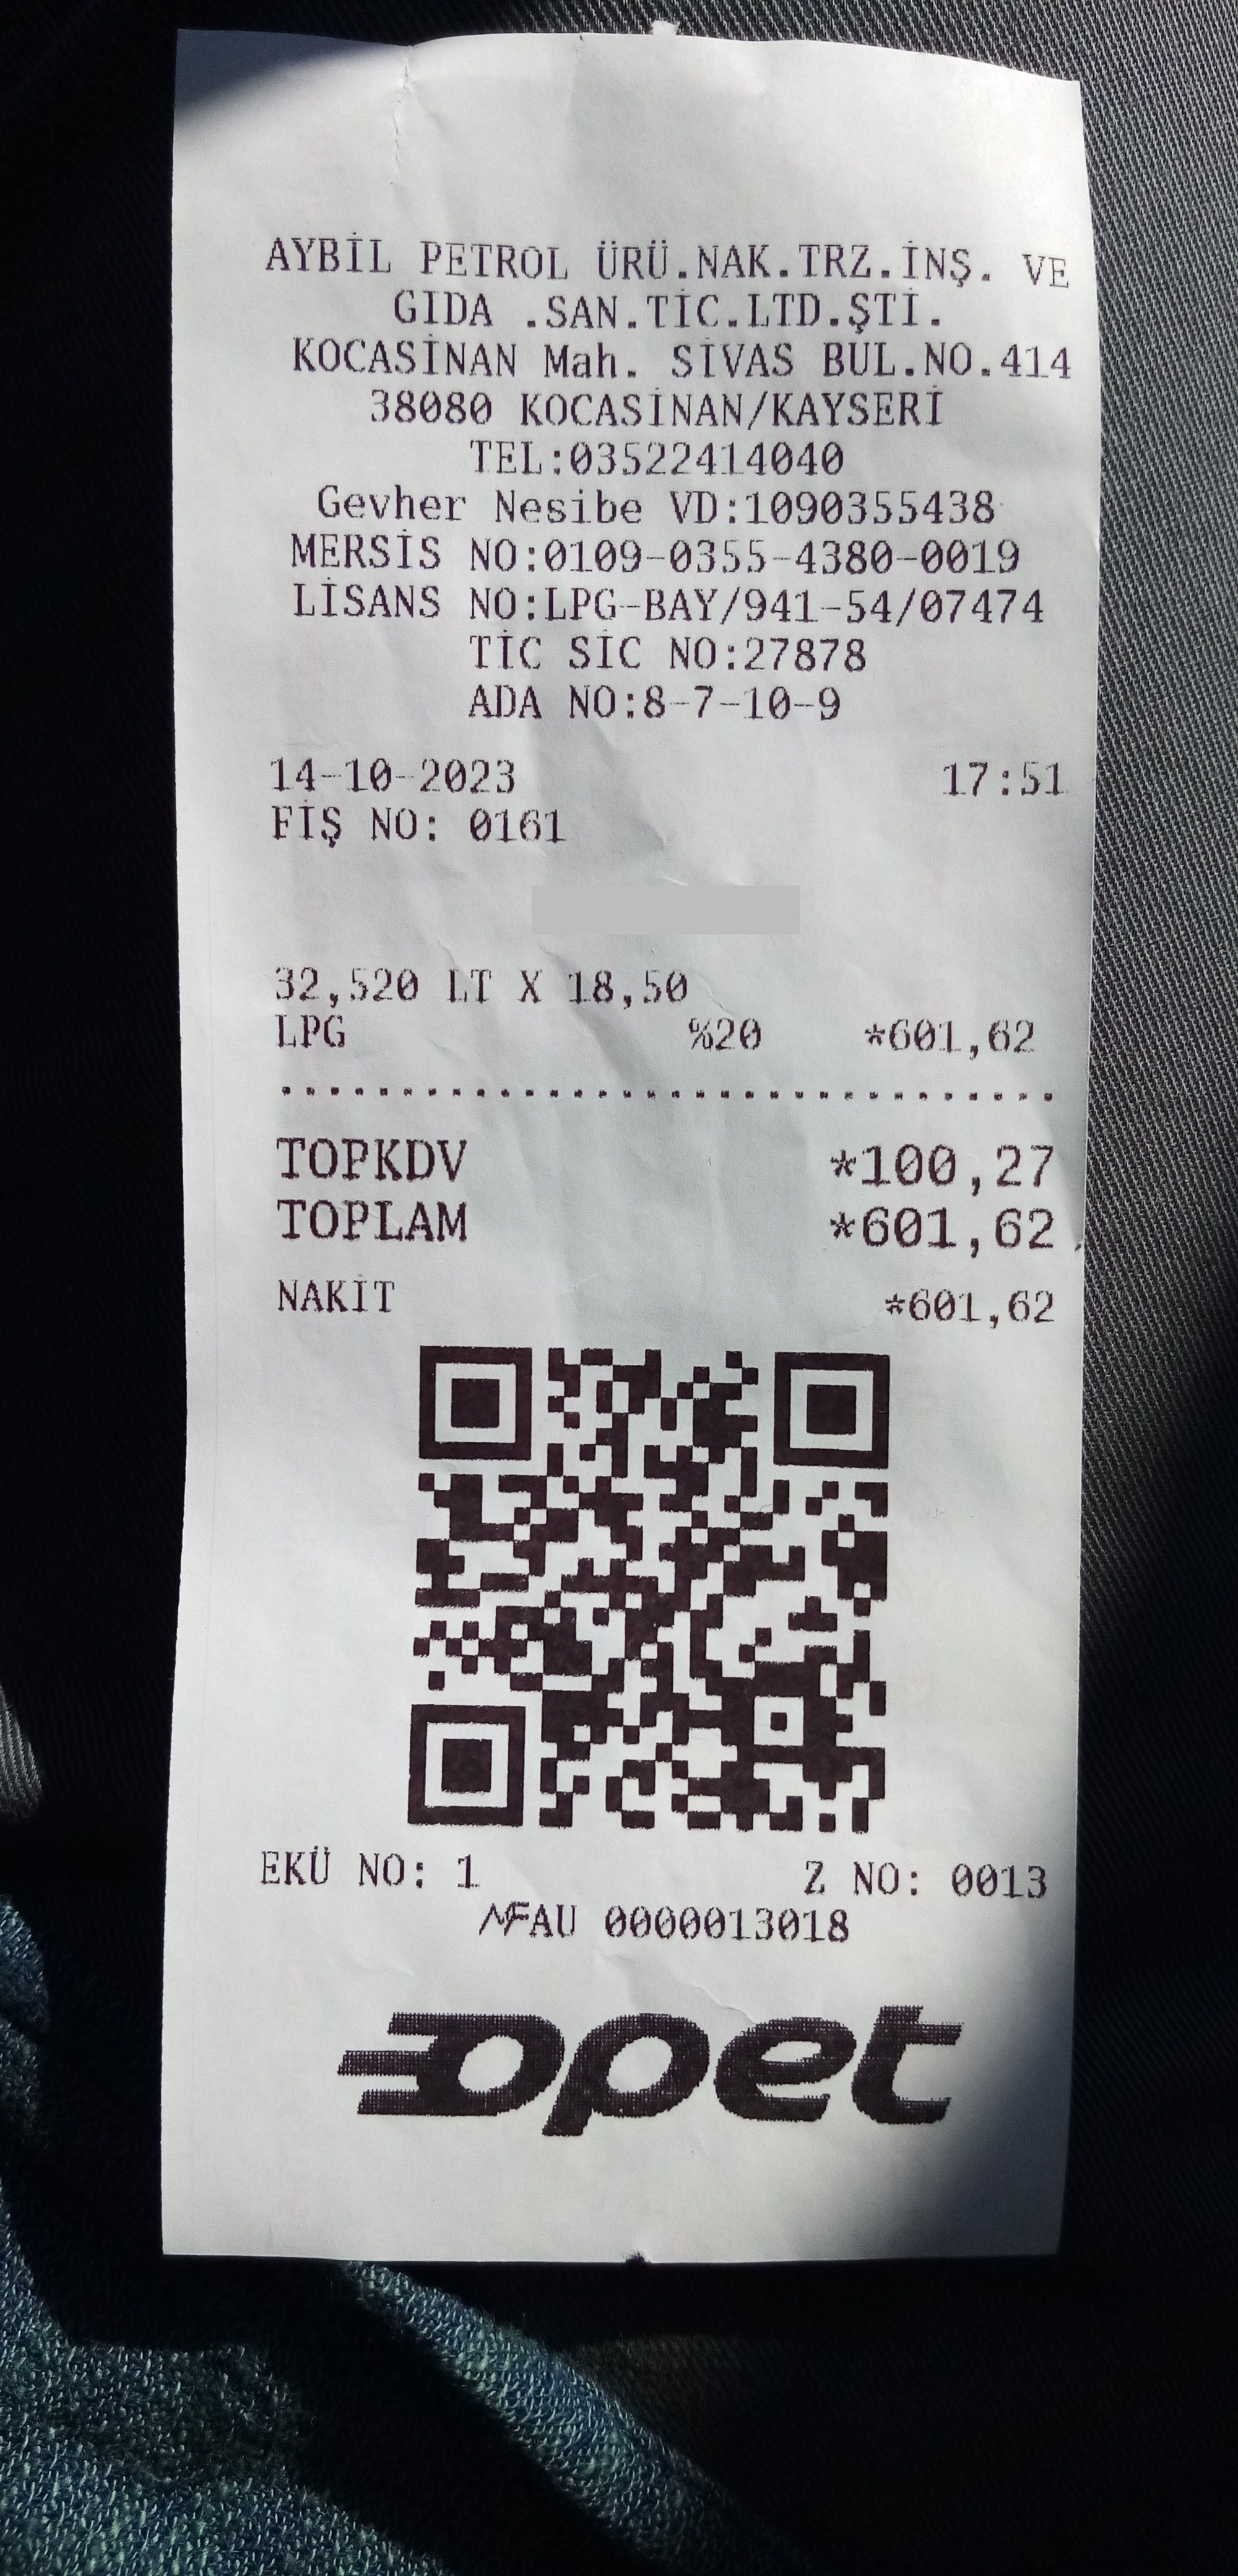 AYBİL PETROL ÜRÜ.NAK.TRZ.İNŞ. VE
GIDA .SAN.TİC.LTD.ŞTİ.
KOCASİNAN Mah. SİVAS BUL.NO.414
38080 KOCASİNAN/KAYSERİ
TEL:03522414040
Gevher Nesibe VD:1090355438
MERSİS NO:0109-0355-4380-0019
LİSANS NO:LPG-BAY/941-54/07474
TİC SİC NO:27878
ADA NO:8-7-10-9
14-10-2023 17:51
FİŞ NO: 0161
32,520 LT X 18,50
LPG %20 *601,62
TOPKDV *100,27
TOPLAM *601,62
NAKİT *601,62
EKÜ NO: 1 Z NO: 0013
MF AU 0000013018
opet